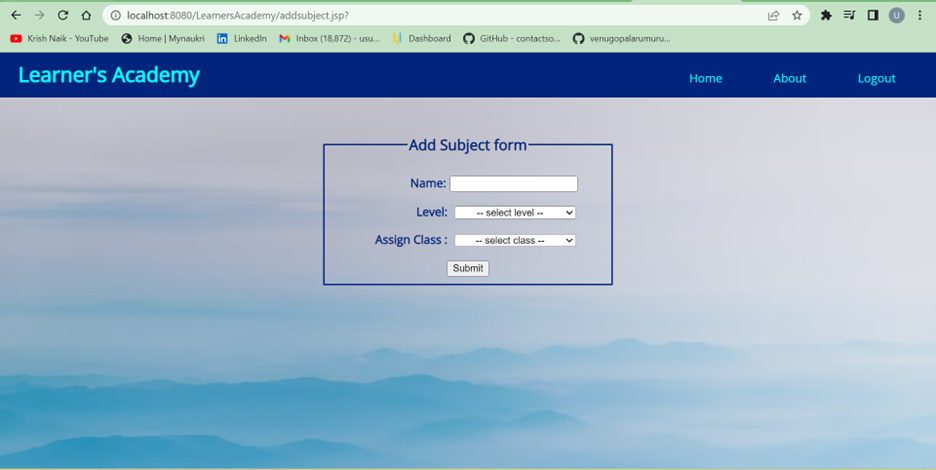 localhost:8080/LearnersAcademy/addsubject.jsp?
U
Krish Naik - YouTube Home | Mynaukri LinkedIn Inbox (18,872) - usu... Dashboard GitHub - contactso... venugopalarumuru...
Learner's Academy Home About Logout
Add Subject form
Name:
Level: -- select level --
Assign Class : -- select class --
Submit